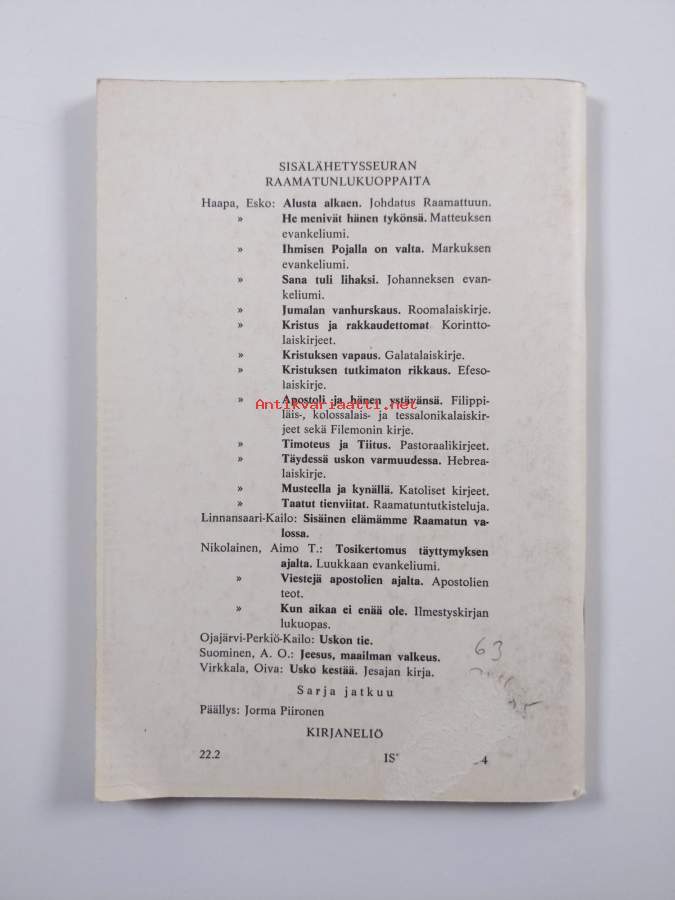 SISÄLÄHETYSSEURAN
RAAMATUNLUKUOPPAITA
Haapa, Esko: Alusta alkaen. Johdatus Raamattuun.
» He menivät hänen tykönsä. Matteuksen
evankeliumi.
» Ihmisen Pojalla on valta. Markuksen
evankeliumi.
» Sana tuli lihaksi. Johanneksen evan-
keliumi.
» Jumalan vanhurskaus. Roomalaiskirje.
» Kristus ja rakkaudettomat. Korintto-
laiskirjeet.
» Kristuksen vapaus. Galatalaiskirje.
» Kristuksen tutkimaton rikkaus. Efeso-
laiskirje.
» Apostoli ja hänen ystävänsä. Filippi-
Antikvariaatti.net
läis-, kolossalais- ja tessalonikalaiskir-
jeet sekä Filemonin kirje.
» Timoteus ja Tiitus. Pastoraalikirjeet.
» Täydessä uskon varmuudessa. Hebrea-
laiskirje.
» Musteella ja kynällä. Katoliset kirjeet.
» Taatut tienviitat. Raamatuntutkisteluja.
Linnansaari-Kailo: Sisäinen elämämme Raamatun va-
lossa.
Nikolainen, Aimo T.: Tosikertomus täyttymyksen
ajalta. Luukkaan evankeliumi.
» Viestejä apostolien ajalta. Apostolien
teot.
» Kun aikaa ei enää ole. Ilmestyskirjan
lukuopas.
Ojajärvi-Perkiö-Kailo: Uskon tie.
Suominen, A. O.: Jeesus, maailman valkeus.
63
Virkkala, Oiva: Usko kestää. Jesajan kirja.
Sarja jatkuu
Päällys: Jorma Piironen
KIRJANELIÖ
22.2